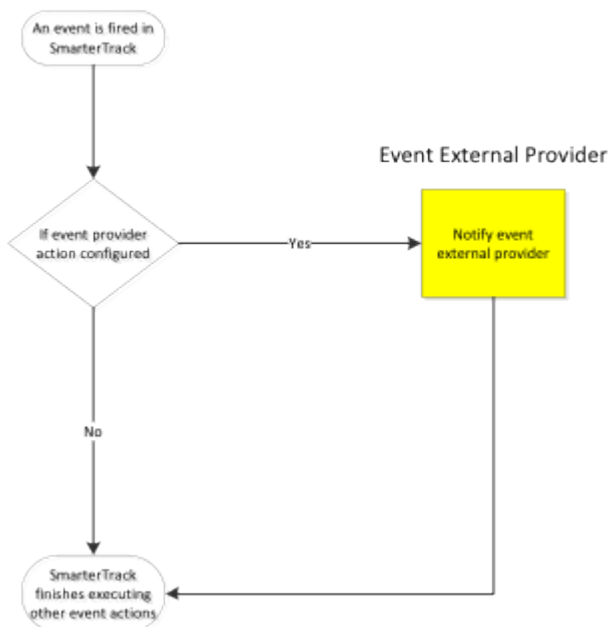 An event is fired in
SmarterTrack
Event External Provider
If event provider
action configured
Yes
Notify event
external provider
No
SmarterTrack
finishes executing
other event actions